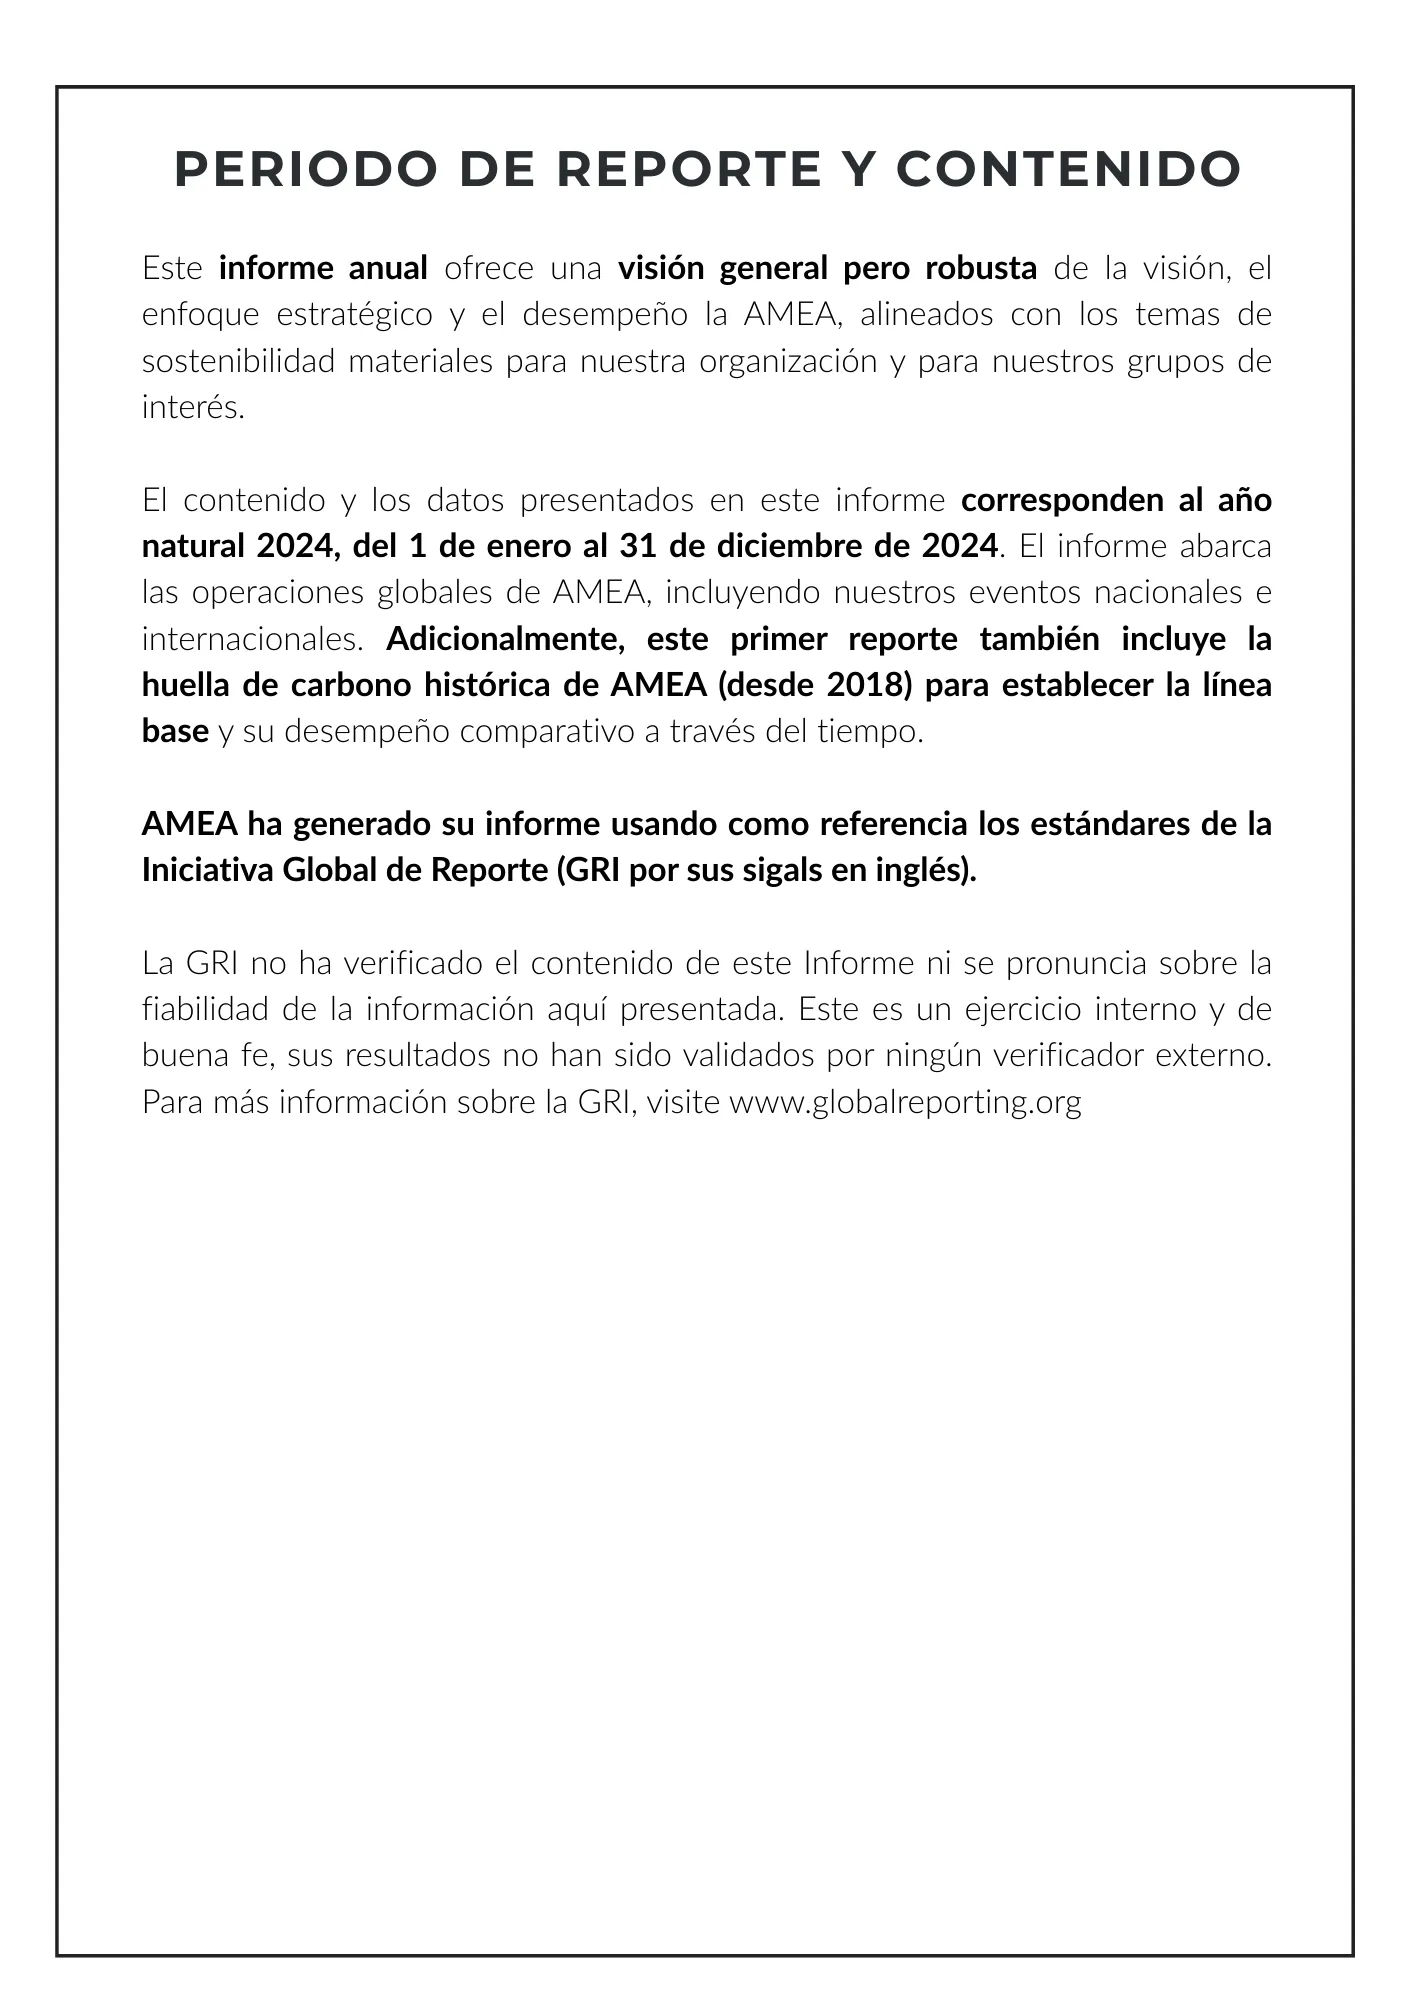 PERIODO DE REPORTE Y CONTENIDO
Este informe anual ofrece una visión general pero robusta de la visión, el
enfoque estratégico y el desempeño la AMEA, alineados con los temas de
sostenibilidad materiales para nuestra organización y para nuestros grupos de
interés.
El contenido y los datos presentados en este informe corresponden al año
natural 2024, del 1 de enero al 31 de diciembre de 2024. El informe abarca
las operaciones globales de AMEA, incluyendo nuestros eventos nacionales e
internacionales. Adicionalmente, este primer reporte también incluye la
huella de carbono histórica de AMEA (desde 2018) para establecer la línea
base y su desempeño comparativo a través del tiempo.
AMEA ha generado su informe usando como referencia los estándares de la
Iniciativa Global de Reporte (GRI por sus sigals en inglés).
La GRI no ha verificado el contenido de este Informe ni se pronuncia sobre la
fiabilidad de la información aquí presentada. Este es un ejercicio interno y de
buena fe, sus resultados no han sido validados por ningún verificador externo.
Para más información sobre la GRI, visite www.globalreporting.org